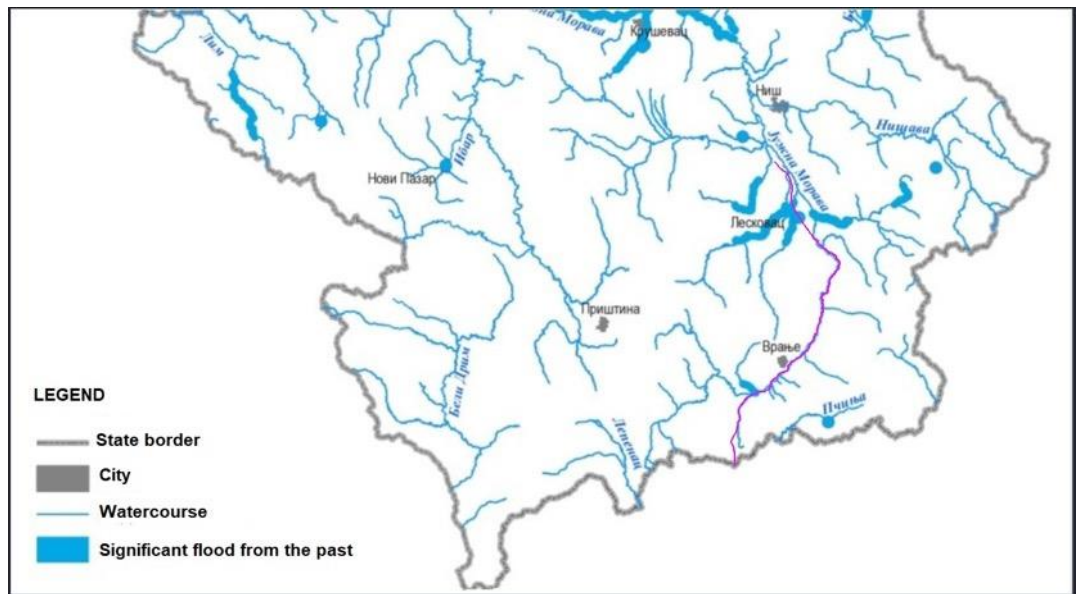 Морава
Крушевац
Лим
Ниш
Нишава
Ибар
Јужна Морава
Нови Пазар
Лесковац
Приштина
Врање
Бели Дрим
Пчиња
Лепенац
LEGEND
State border
City
Watercourse
Significant flood from the past